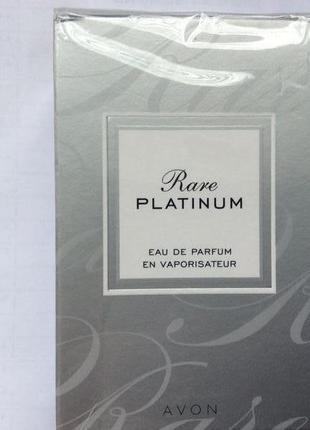 Rare
PLATINUM
EAU DE PARFUM
EN VAPORISATEUR
AVON